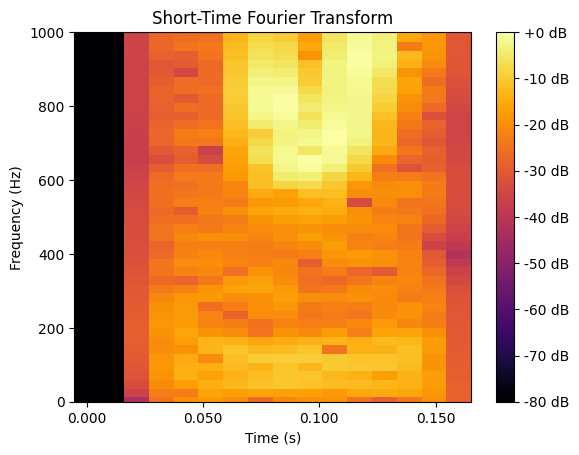 Short-Time Fourier Transform
Frequency (Hz)
1000
800
600
400
200
0
0.000
0.050
0.100
0.150
Time (s)
+0 dB
-10 dB
-20 dB
-30 dB
-40 dB
-50 dB
-60 dB
-70 dB
-80 dB